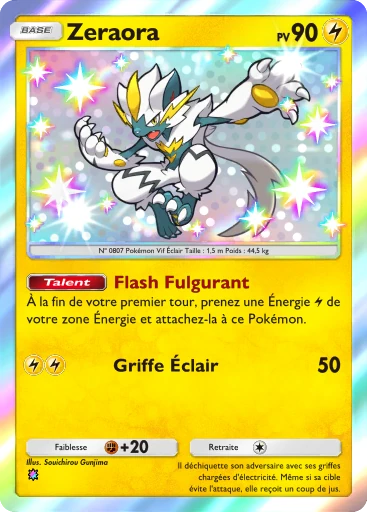 BASE
Zeraora
PV 90
N° 0807 Pokémon Vif Éclair Taille : 1,5 m Poids : 44,5 kg
Talent Flash Fulgurant
À la fin de votre premier tour, prenez une Énergie de
votre zone Énergie et attachez-la à ce Pokémon.
Griffe Éclair 50
Faiblesse +20 Retraite
Illus. Souichirou Gunjima
Il déchiquette son adversaire avec ses griffes
chargées d'électricité. Même si sa cible
évite l'attaque, elle reçoit un coup de jus.